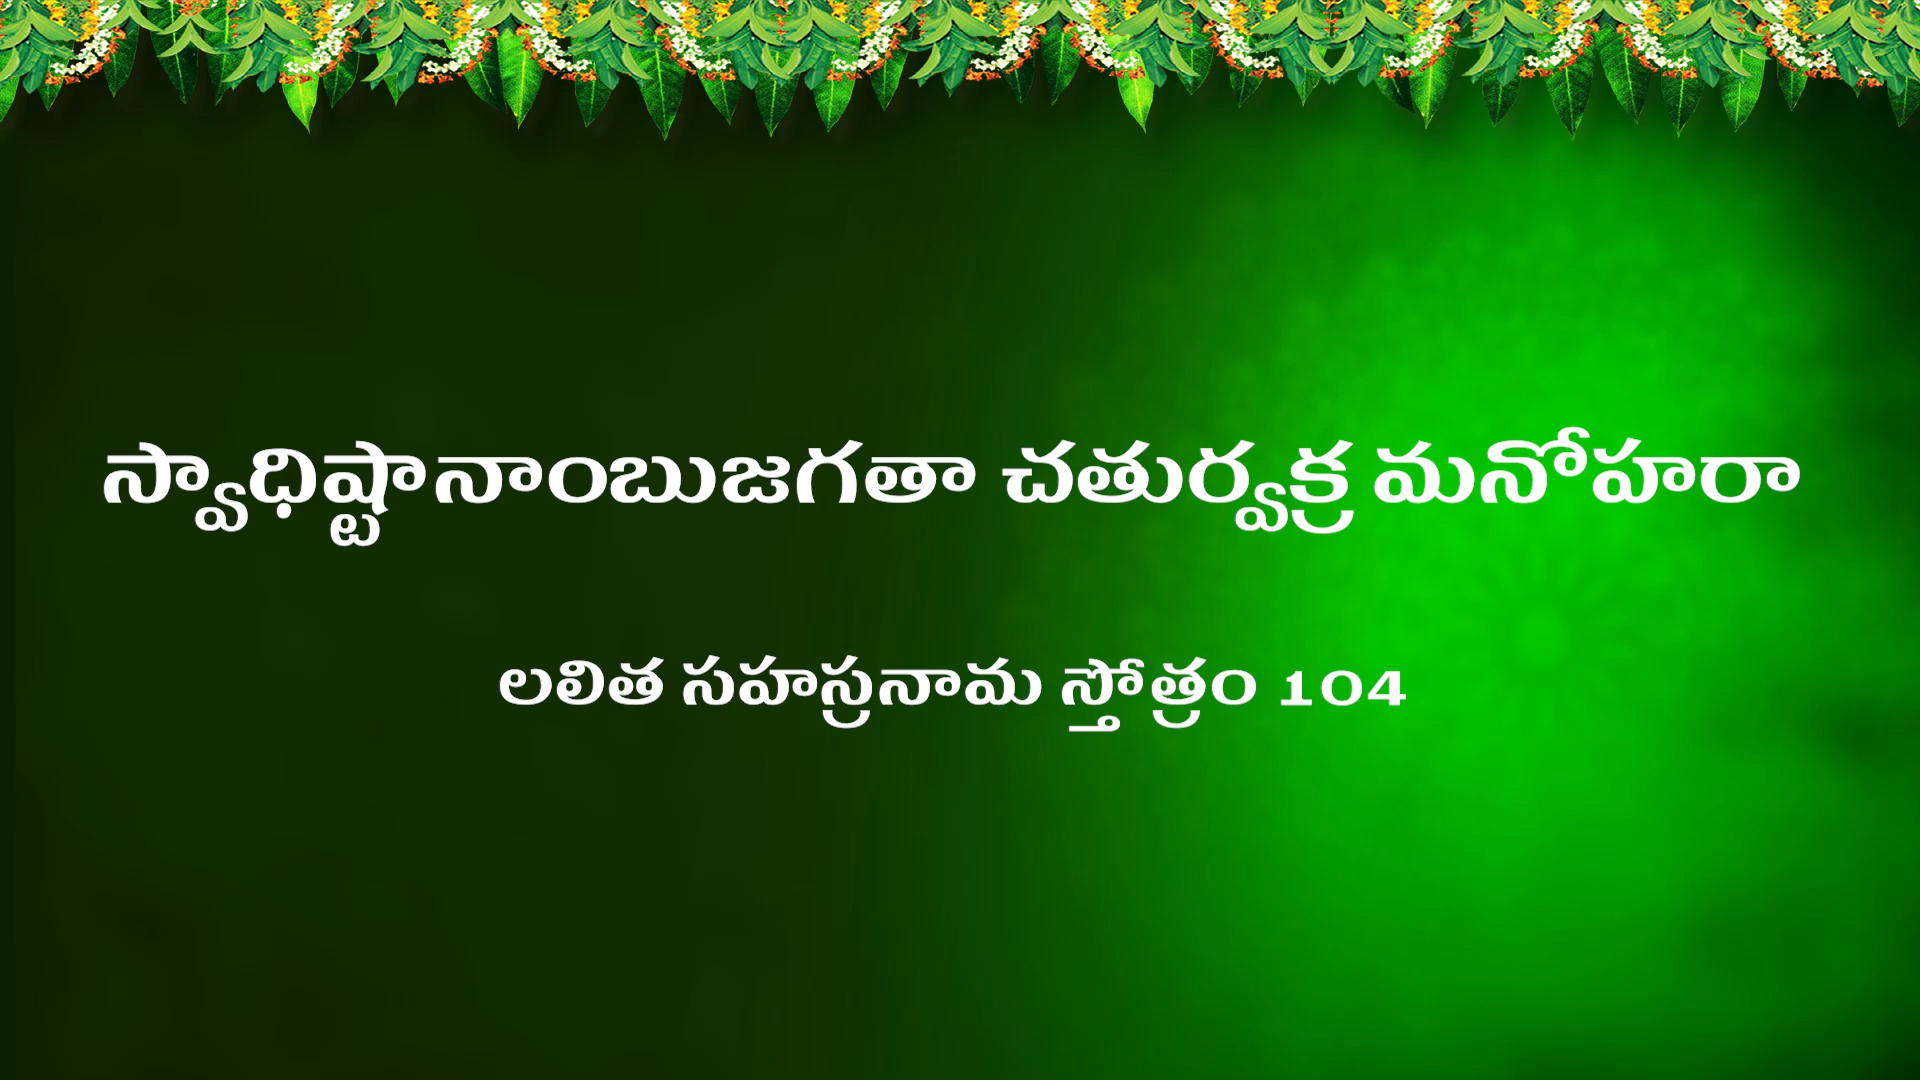 స్వాధిష్టానాంబుజగతా చతుర్వక్ర మనోహరా
లలిత సహస్రనామ స్తోత్రం 104